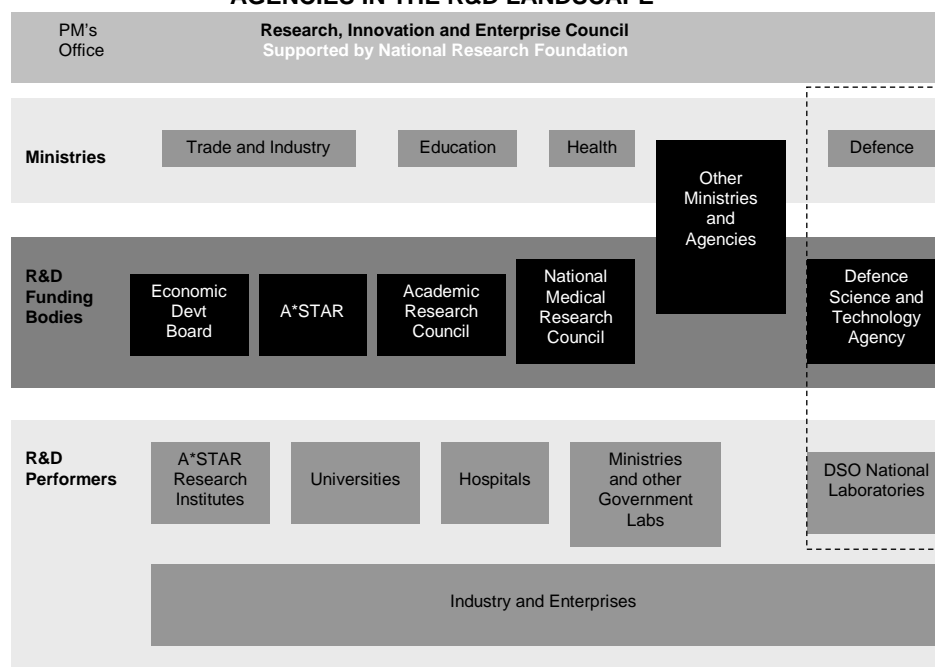 AGENCIES IN THE R&D LANDSCAPE
PM's
Office
Research, Innovation and Enterprise Council
Supported by National Research Foundation
Ministries
Trade and Industry
Education
Health
Other
Ministries
and
Agencies
Defence
R&D
Funding
Bodies
Economic
Devt
Board
A*STAR
Academic
Research
Council
National
Medical
Research
Council
Defence
Science and
Technology
Agency
R&D
Performers
A*STAR
Research
Institutes
Universities
Hospitals
Ministries
and other
Government
Labs
DSO National
Laboratories
Industry and Enterprises